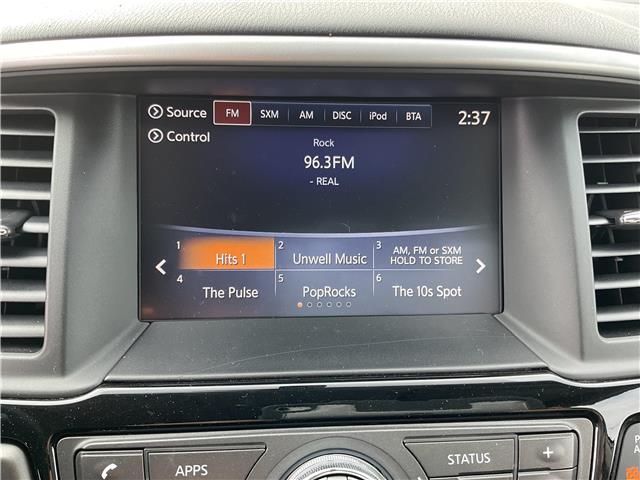 Source FM SXM AM DISC iPod BTA 2:37
Control
Rock
96.3FM
- REAL
1 Hits 1 2 Unwell Music 3 AM, FM or SXM
HOLD TO STORE
4 The Pulse 5 PopRocks 6 The 10s Spot
APPS STATUS +